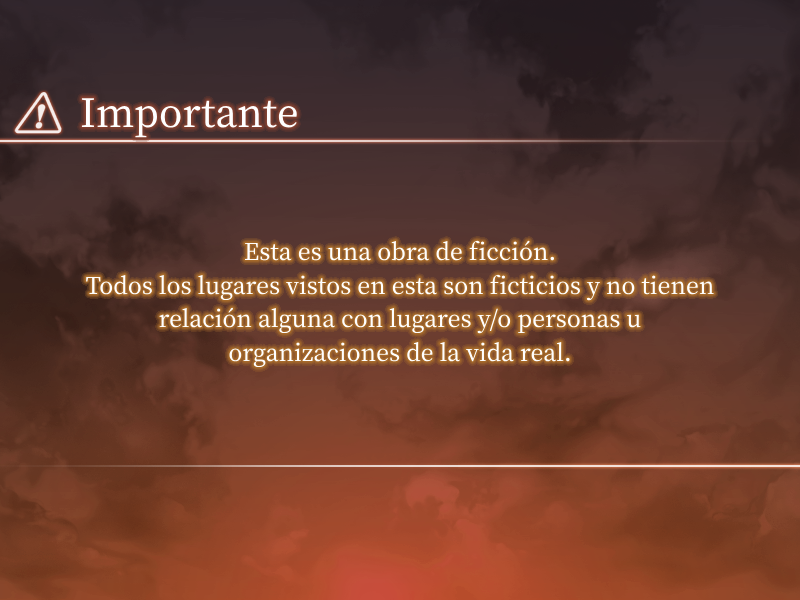 Importante
Esta es una obra de ficción.
Todos los lugares vistos en esta son ficticios y no tienen
relación alguna con lugares y/o personas u
organizaciones de la vida real.